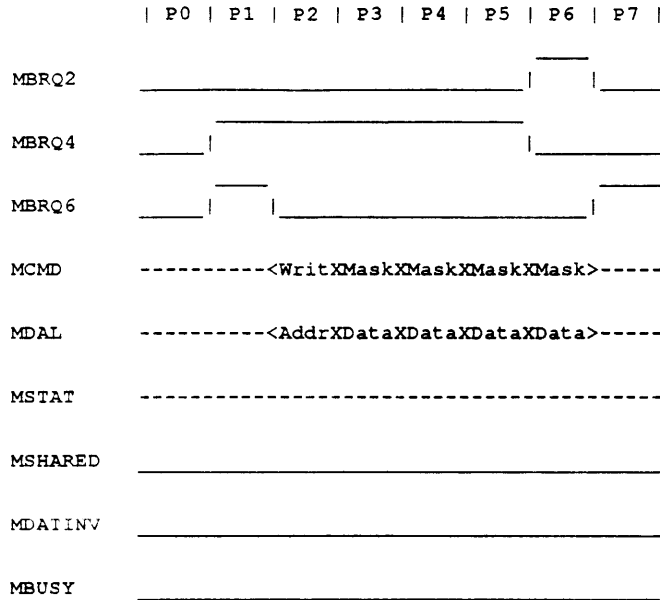 | P0 | P1 | P2 | P3 | P4 | P5 | P6 | P7 |
MBRQ2
MBRQ4
MBRQ6
MCMD ----------<WritXMaskXMaskXMaskXMask>-----
MDAL ----------<AddrXDataXDataXDataXData>-----
MSTAT
MSHARED
MDATINV
MBUSY